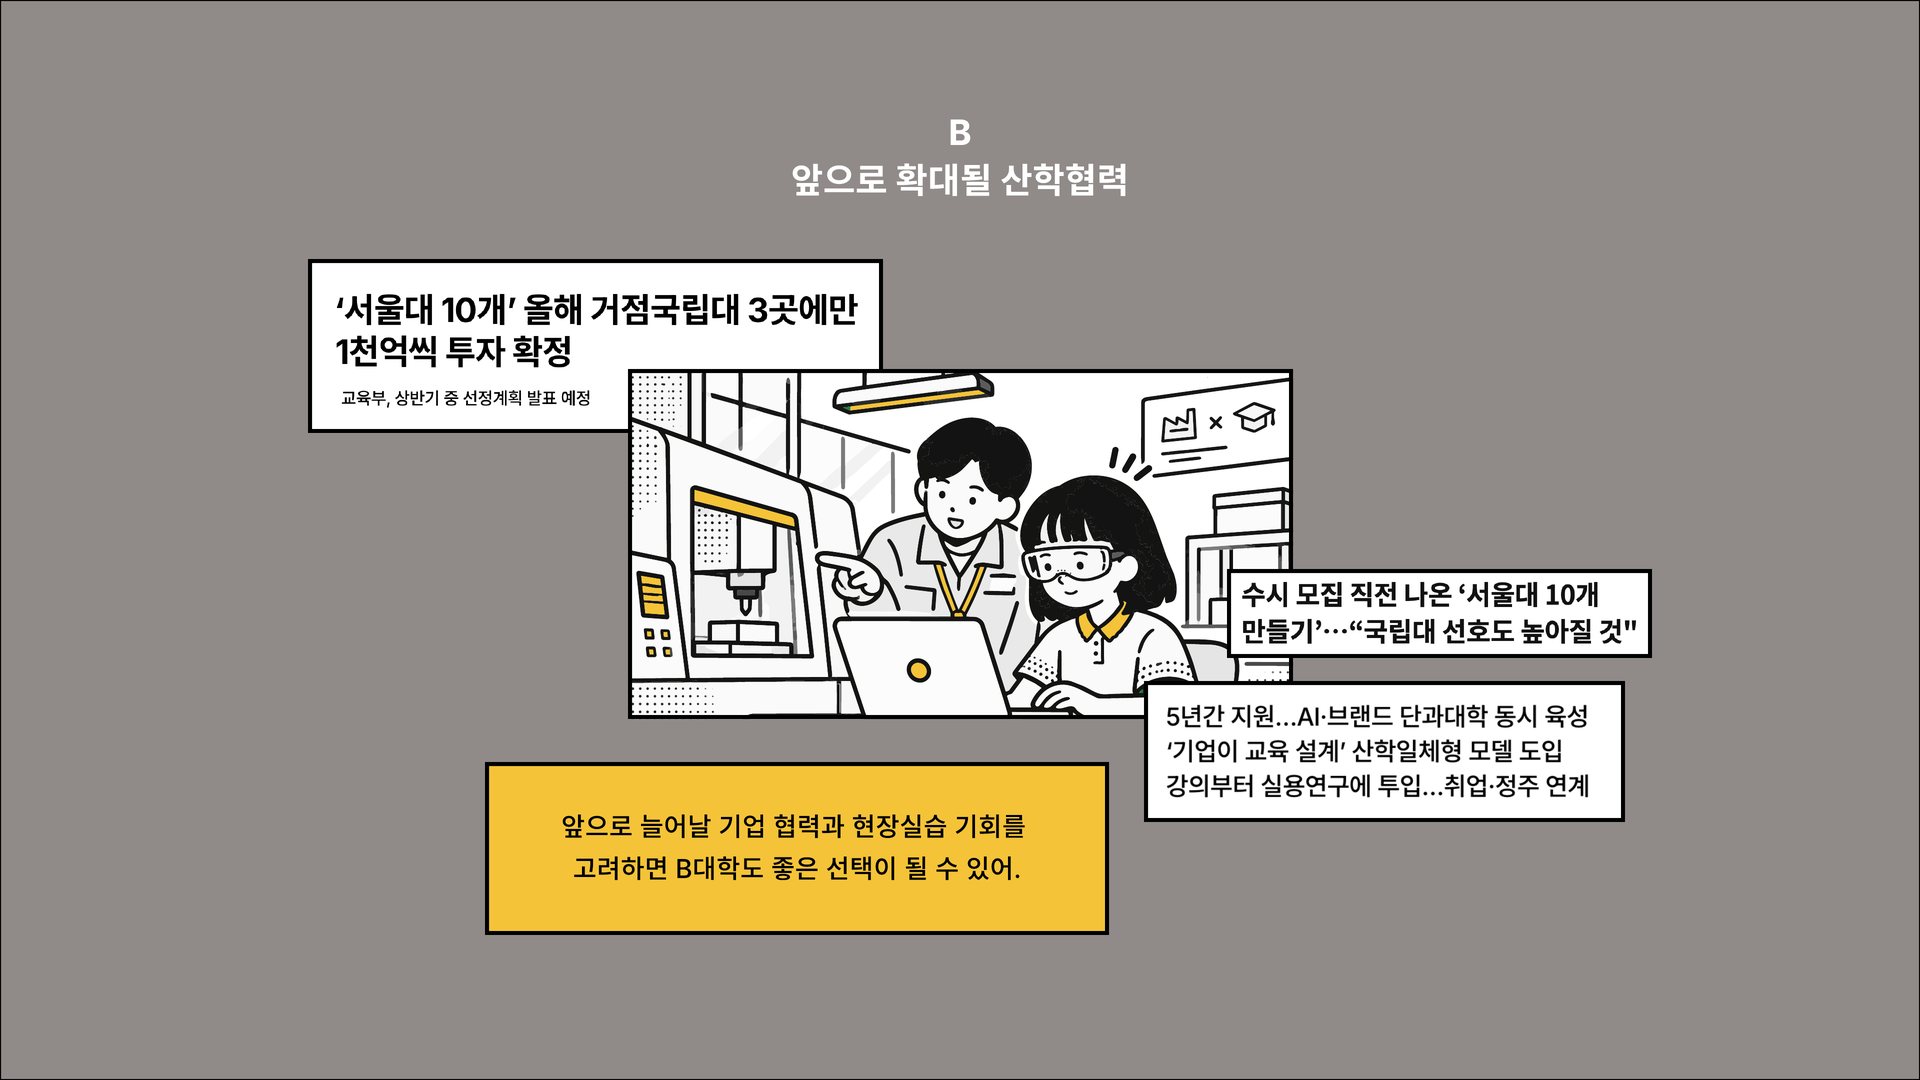 B
앞으로 확대될 산학협력
‘서울대 10개’ 올해 거점국립대 3곳에만
1천억씩 투자 확정
교육부, 상반기 중 선정계획 발표 예정
수시 모집 직전 나온 ‘서울대 10개
만들기’…“국립대 선호도 높아질 것"
5년간 지원…AI·브랜드 단과대학 동시 육성
‘기업이 교육 설계’ 산학일체형 모델 도입
강의부터 실용연구에 투입…취업·정주 연계
앞으로 늘어날 기업 협력과 현장실습 기회를
고려하면 B대학도 좋은 선택이 될 수 있어.